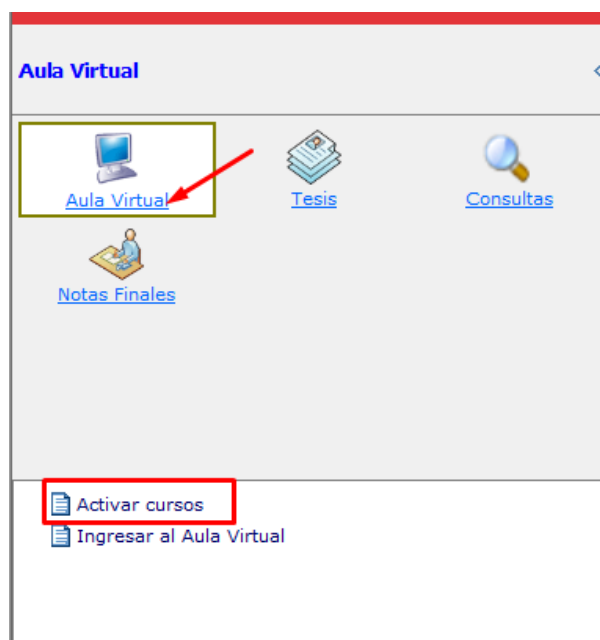 Aula Virtual
Aula Virtual
Tesis
Consultas
Notas Finales
Activar cursos
Ingresar al Aula Virtual